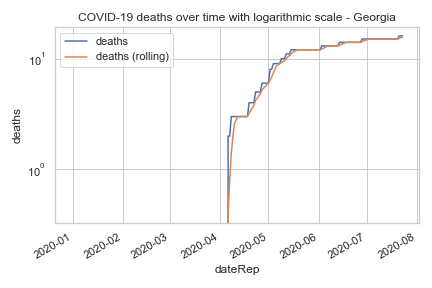 COVID-19 deaths over time with logarithmic scale - Georgia
deaths
deaths (rolling)
10¹
10⁰
deaths
2020-01
2020-02
2020-03
2020-04
2020-05
2020-06
2020-07
2020-08
dateRep